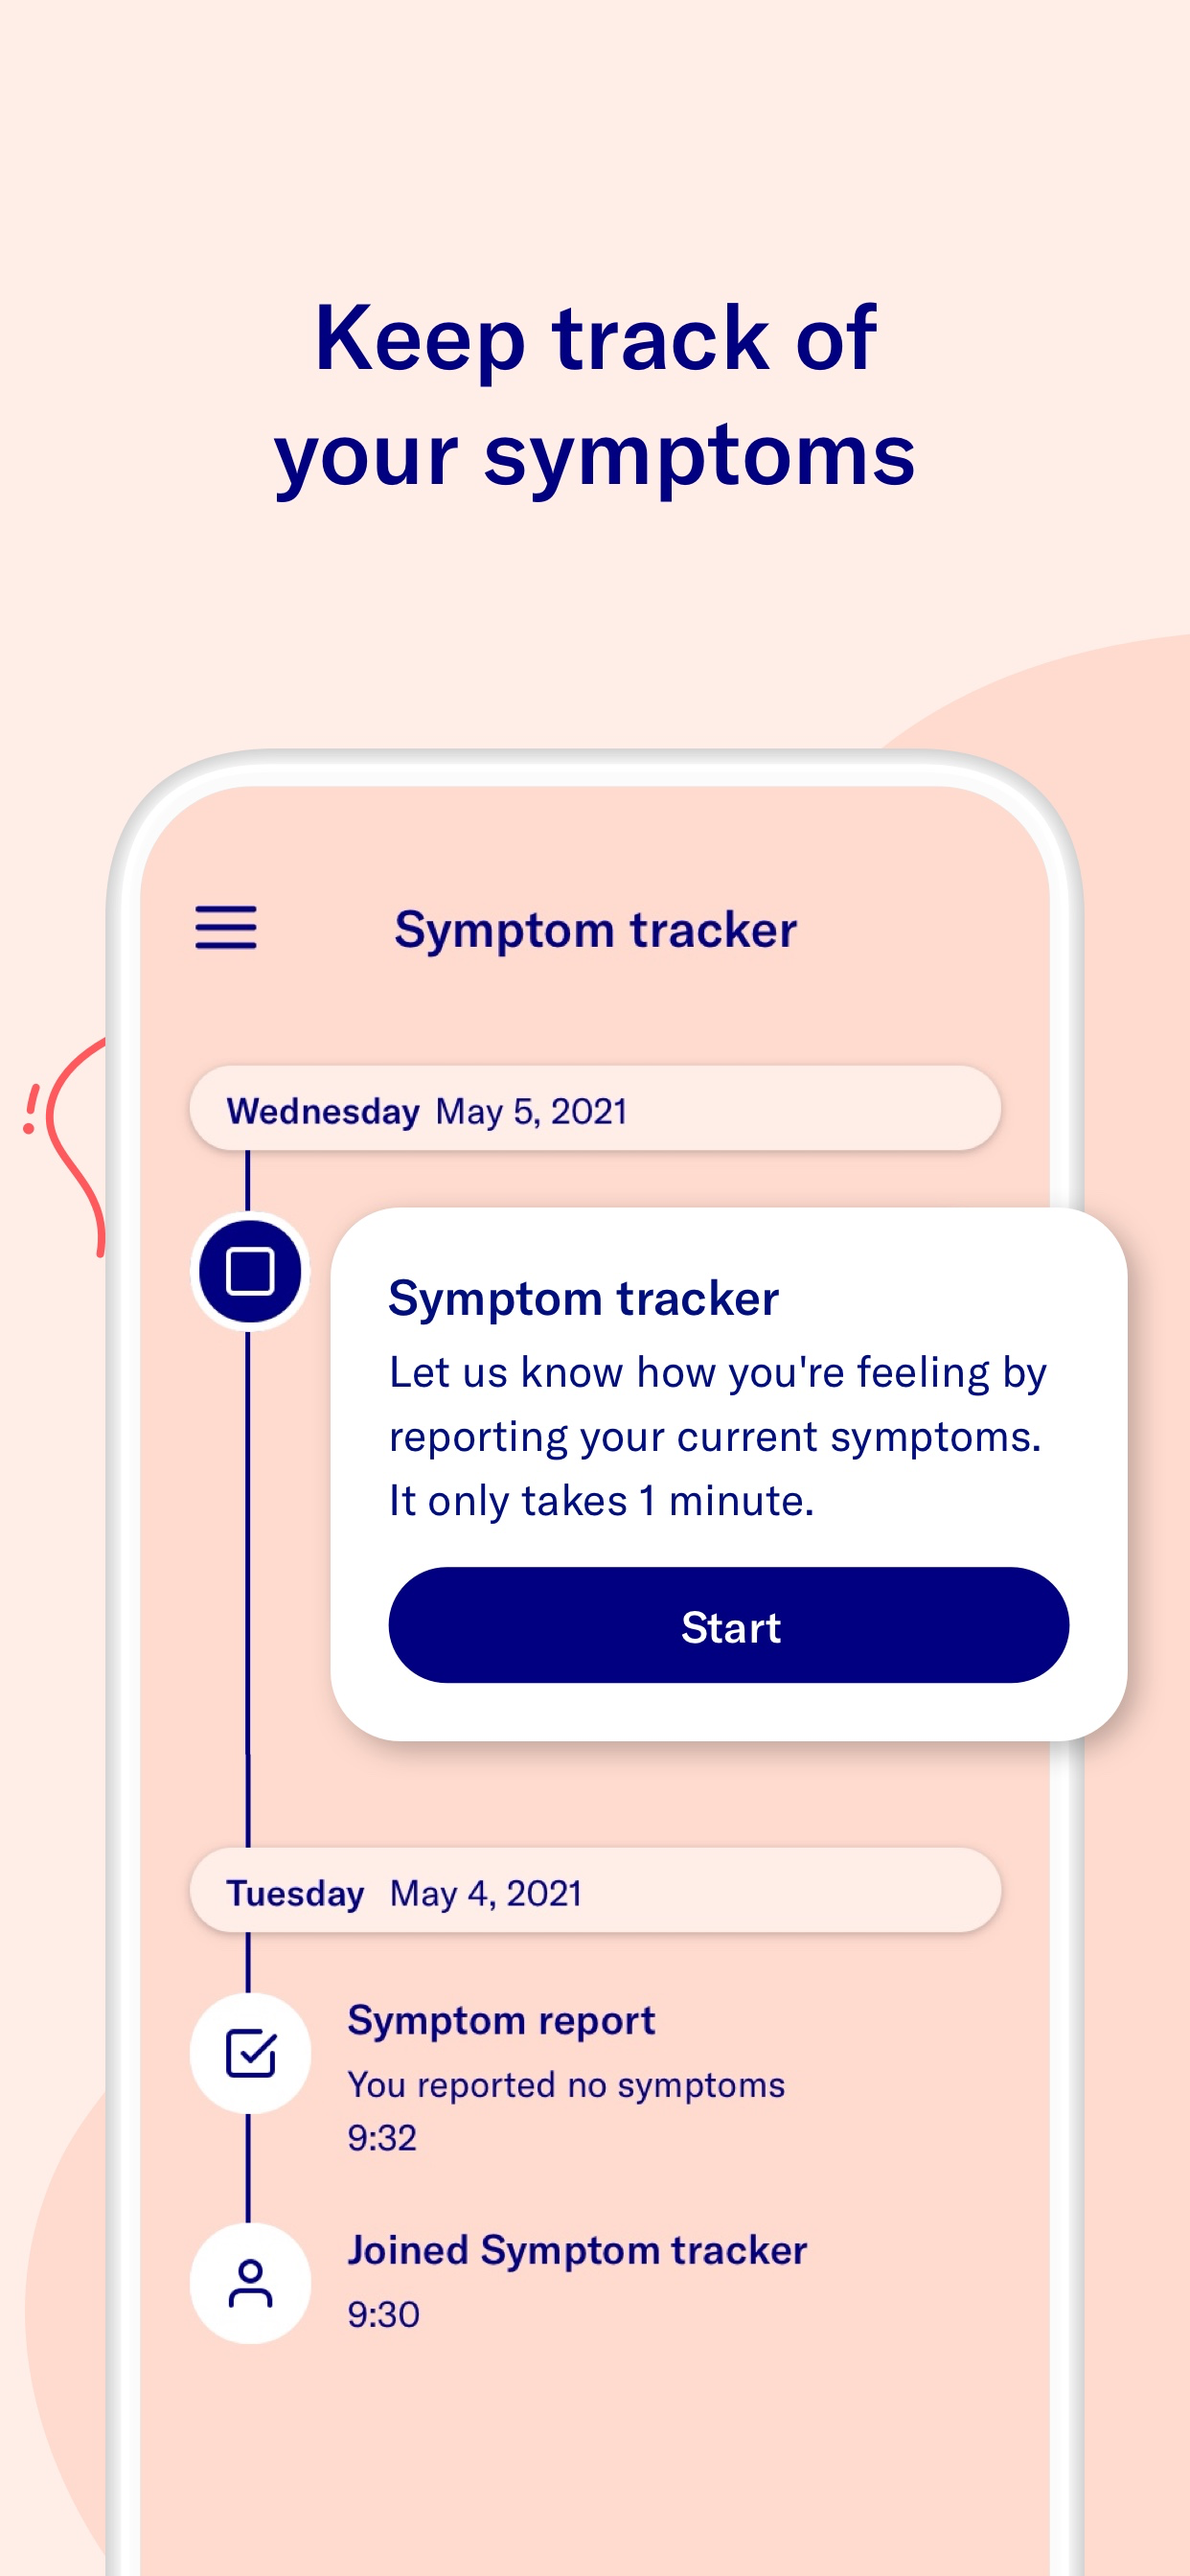 Keep track of
your symptoms
Symptom tracker
Wednesday May 5, 2021
Symptom tracker
Let us know how you're feeling by
reporting your current symptoms.
It only takes 1 minute.
Start
Tuesday May 4, 2021
Symptom report
You reported no symptoms
9:32
Joined Symptom tracker
9:30